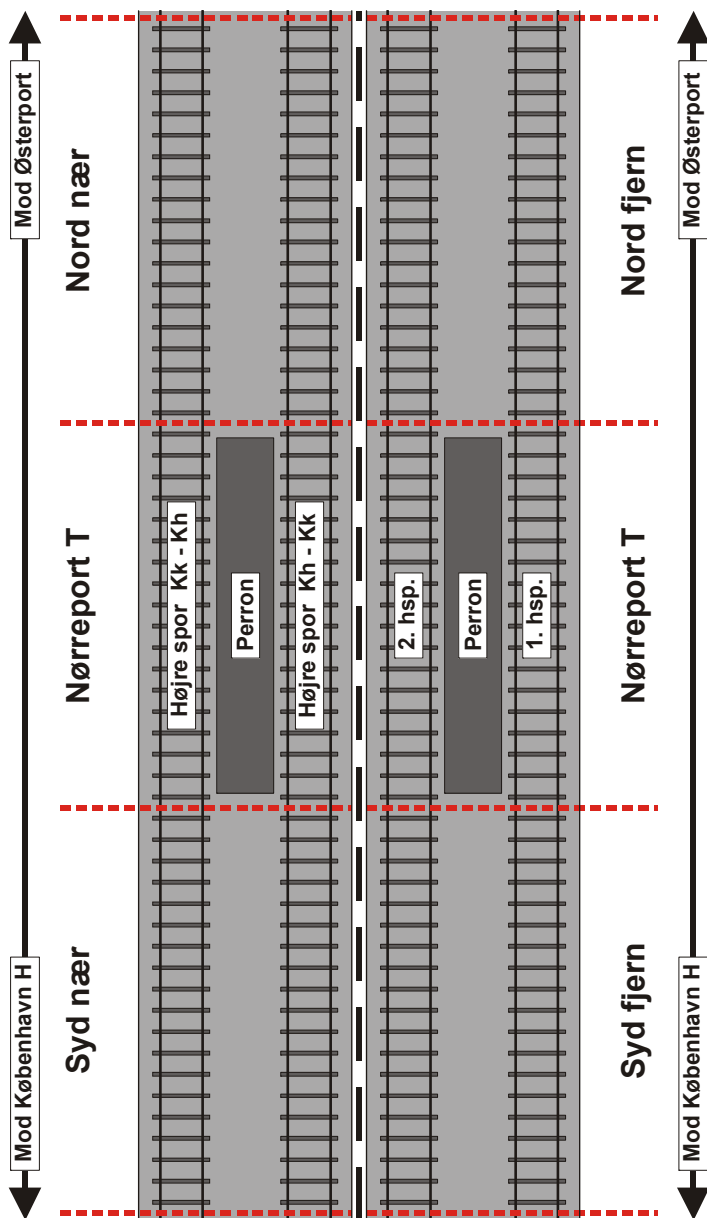 Mod Østerport
Nord nær
Nord fjern
Mod Østerport
Nørreport T
Højre spor Kk - Kh
Perron
Højre spor Kh - Kk
2. hsp.
Perron
1. hsp.
Nørreport T
Mod København H
Syd nær
Syd fjern
Mod København H